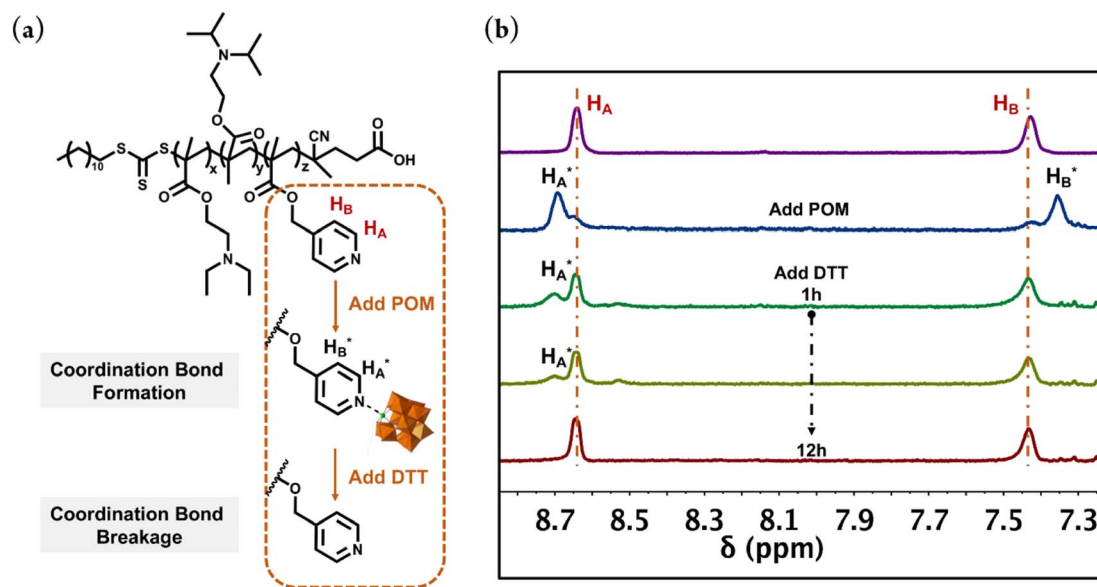 (a)
N
O
O
CN
O
S
S
S
x
y
z
OH
10
S
O
O
O
O
N
H_B
H_A
N
Add POM
O
H_B*
H_A*
N
Coordination Bond
Formation
Add DTT
O
N
Coordination Bond
Breakage
(b)
H_A
H_B
H_A*
Add POM
H_B*
H_A*
Add DTT
1h
H_A*
12h
8.7 8.5 8.3 8.1 7.9 7.7 7.5 7.3
δ (ppm)